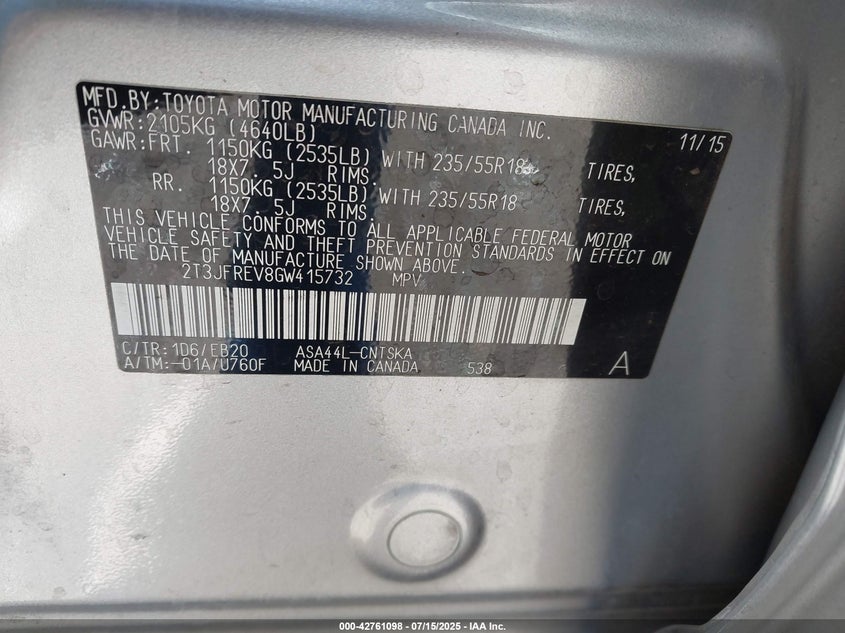 MFD.BY:TOYOTA MOTOR MANUFACTURING CANADA INC.
GVWR:2105KG (4640LB) 11/15
GAWR:FRT. 1150KG (2535LB) WITH 235/55R18 TIRES,
18X7. 5J RIMS.
RR. 1150KG (2535LB) WITH 235/55R18 TIRES,
18X7. 5J RIMS.
THIS VEHICLE CONFORMS TO ALL APPLICABLE FEDERAL MOTOR
VEHICLE SAFETY AND THEFT PREVENTION STANDARDS IN EFFECT ON
THE DATE OF MANUFACTURE SHOWN ABOVE.
2T3JFREV8GW415732 MPV
C/TR:1D6/EB20 ASA44L-CNTSKA
A/TM:-01A/U760F MADE IN CANADA 538 A
000-42761098 - 07/15/2025 - IAA Inc.